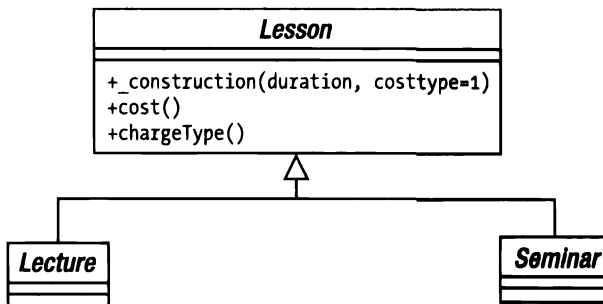 Lesson
+_construction(duration, costtype=1)
+cost()
+chargeType()
Lecture
Seminar